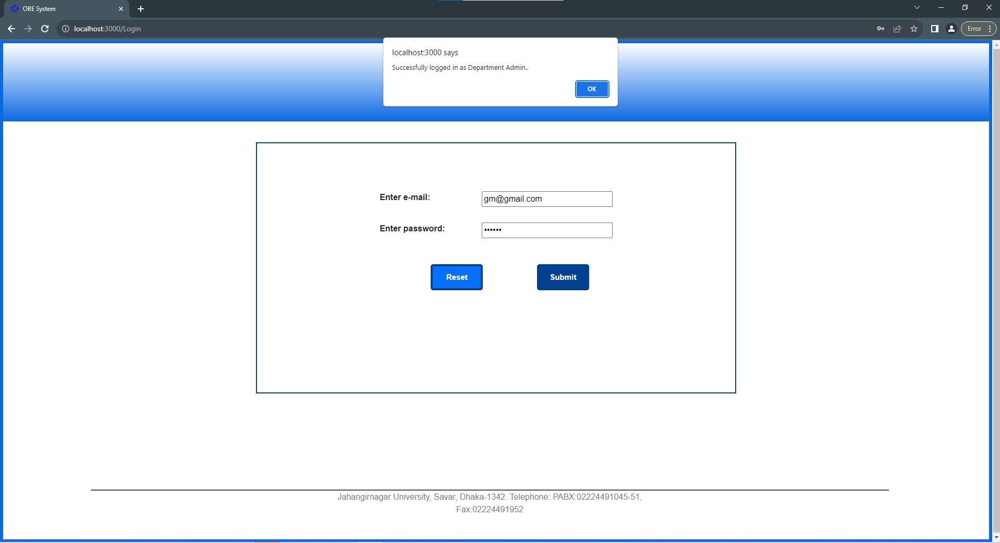 OBE System
localhost:3000/Login
Error
localhost:3000 says
Successfully logged in as Department Admin..
OK
Enter e-mail:
gm@gmail.com
Enter password:
••••••
Reset
Submit
Jahangirnagar University, Savar, Dhaka-1342. Telephone: PABX:02224491045-51,
Fax:02224491952